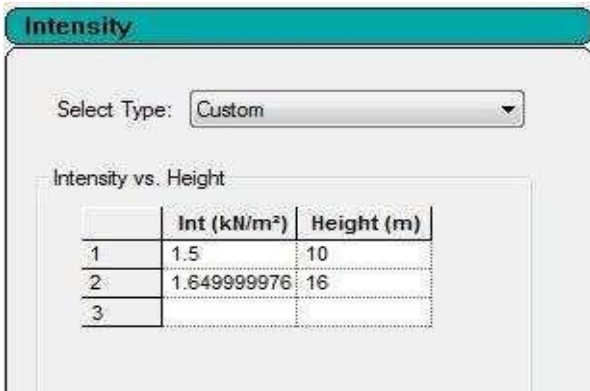 Intensity
Select Type: Custom
Intensity vs. Height
Int (kN/m²) Height (m)
1 1.5 10
2 1.649999976 16
3